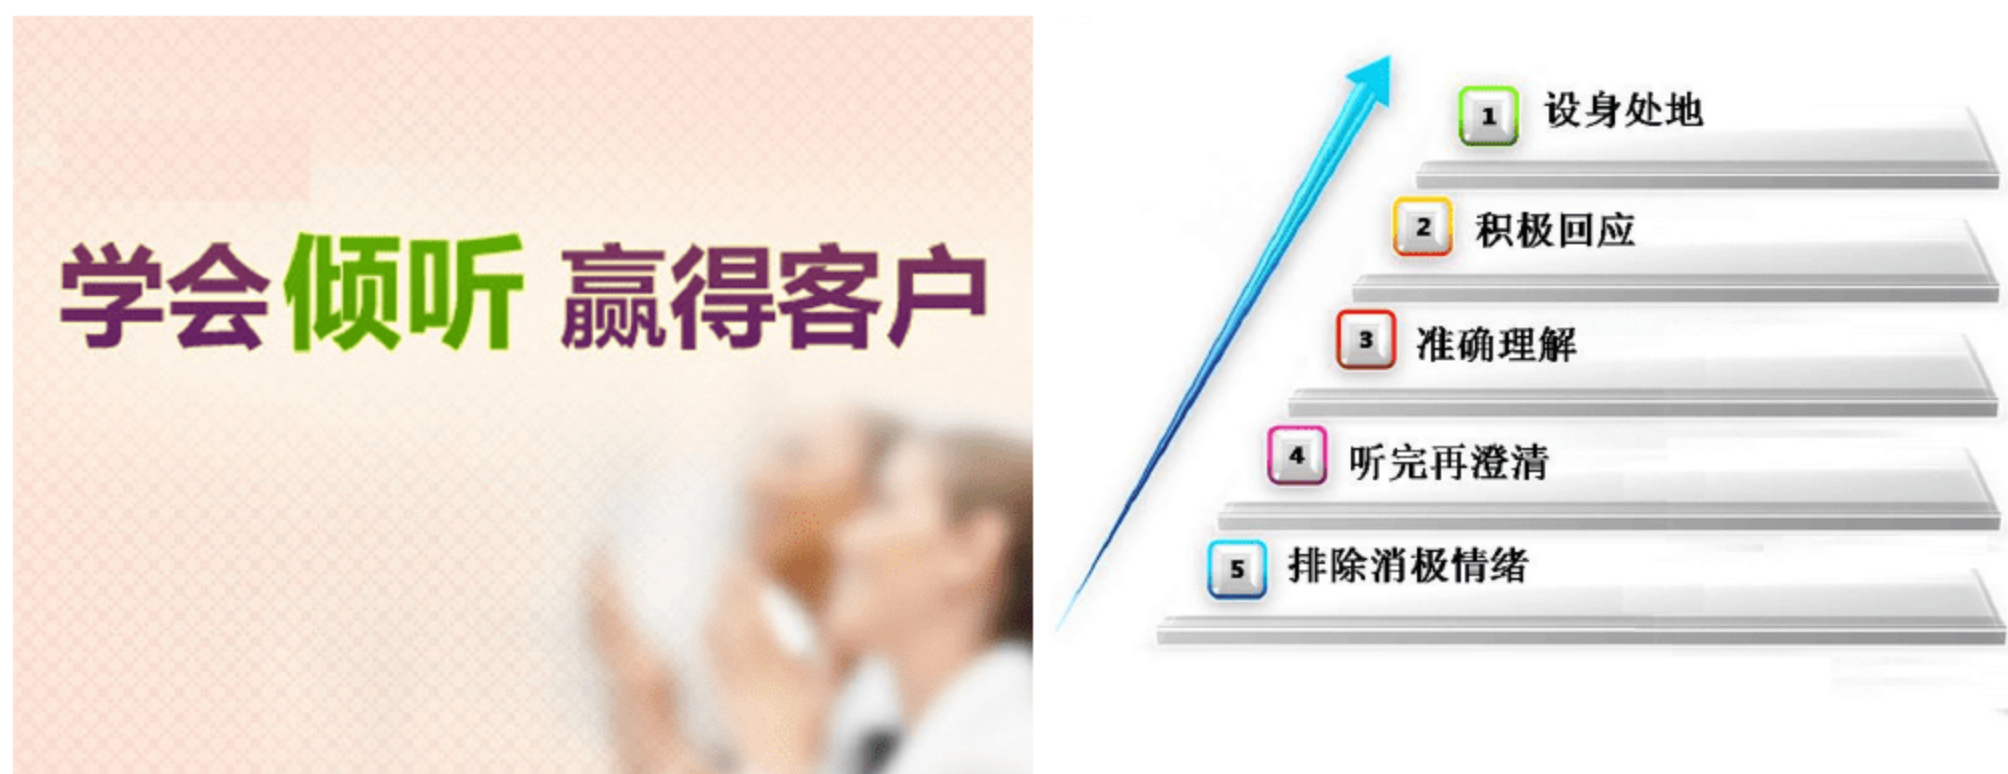 学会倾听 赢得客户
1 设身处地
2 积极回应
3 准确理解
4 听完再澄清
5 排除消极情绪